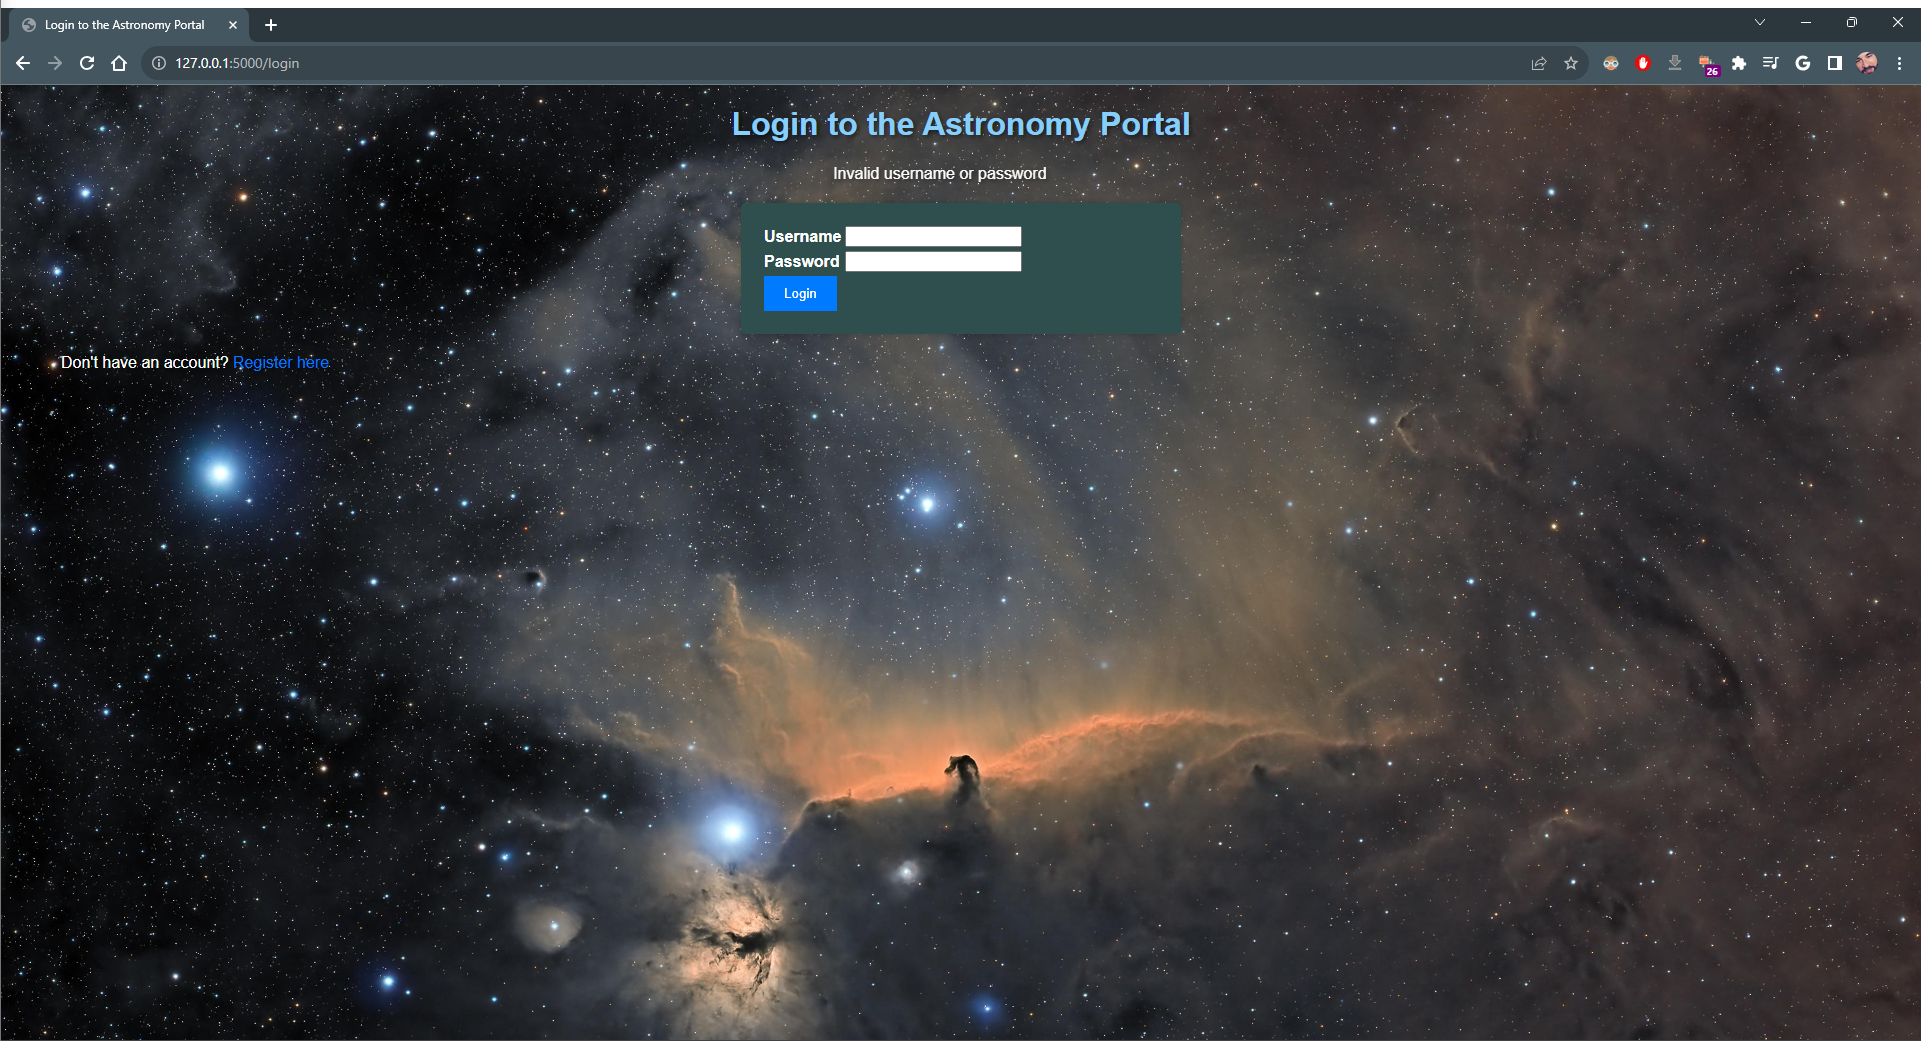 Login to the Astronomy Portal
127.0.0.1:5000/login
26
Login to the Astronomy Portal
Invalid username or password
Username
Password
Login
Don't have an account? Register here.